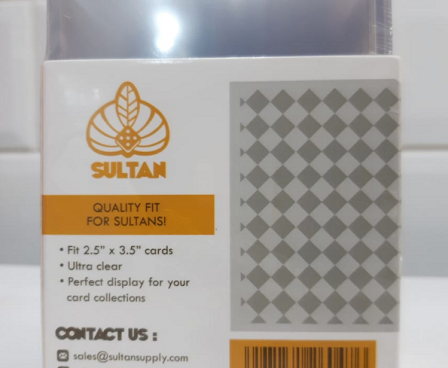 SULTAN
QUALITY FIT
FOR SULTANS!
• Fit 2.5" x 3.5" cards
• Ultra clear
• Perfect display for your
card collections
CONTACT US :
sales@sultansupply.com